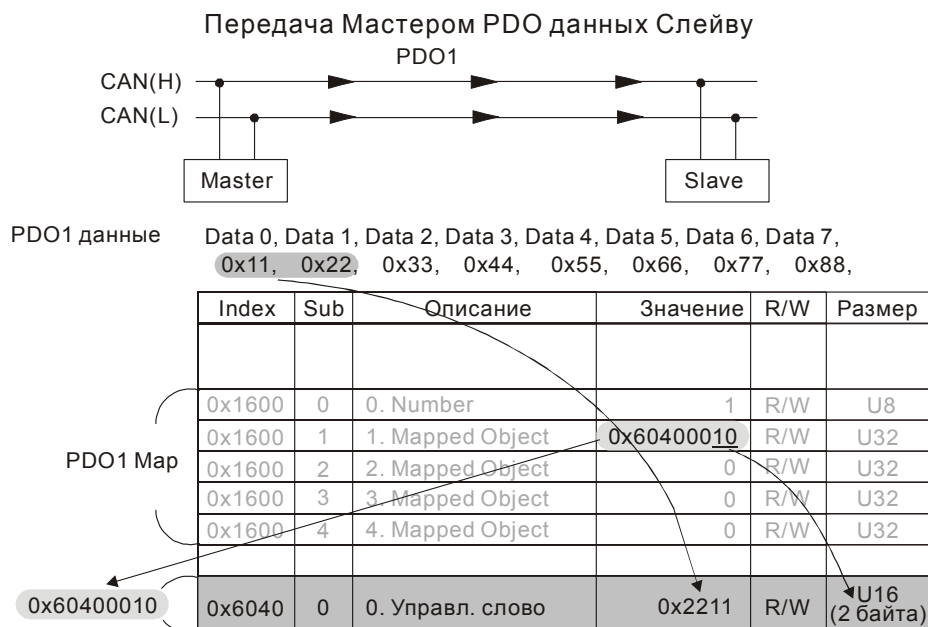 Передача Мастером PDO данных Слейву
PDO1
CAN(H)
CAN(L)
Master
Slave
PDO1 данные
Data 0, Data 1, Data 2, Data 3, Data 4, Data 5, Data 6, Data 7,
0x11, 0x22, 0x33, 0x44, 0x55, 0x66, 0x77, 0x88,
Index Sub Описание Значение R/W Размер
0x1600 0 0. Number 1 R/W U8
0x1600 1 1. Mapped Object 0x60400010 R/W U32
PDO1 Map
0x1600 2 2. Mapped Object 0 R/W U32
0x1600 3 3. Mapped Object 0 R/W U32
0x1600 4 4. Mapped Object 0 R/W U32
0x60400010
0x6040 0 0. Управл. слово 0x2211 R/W U16
(2 байта)